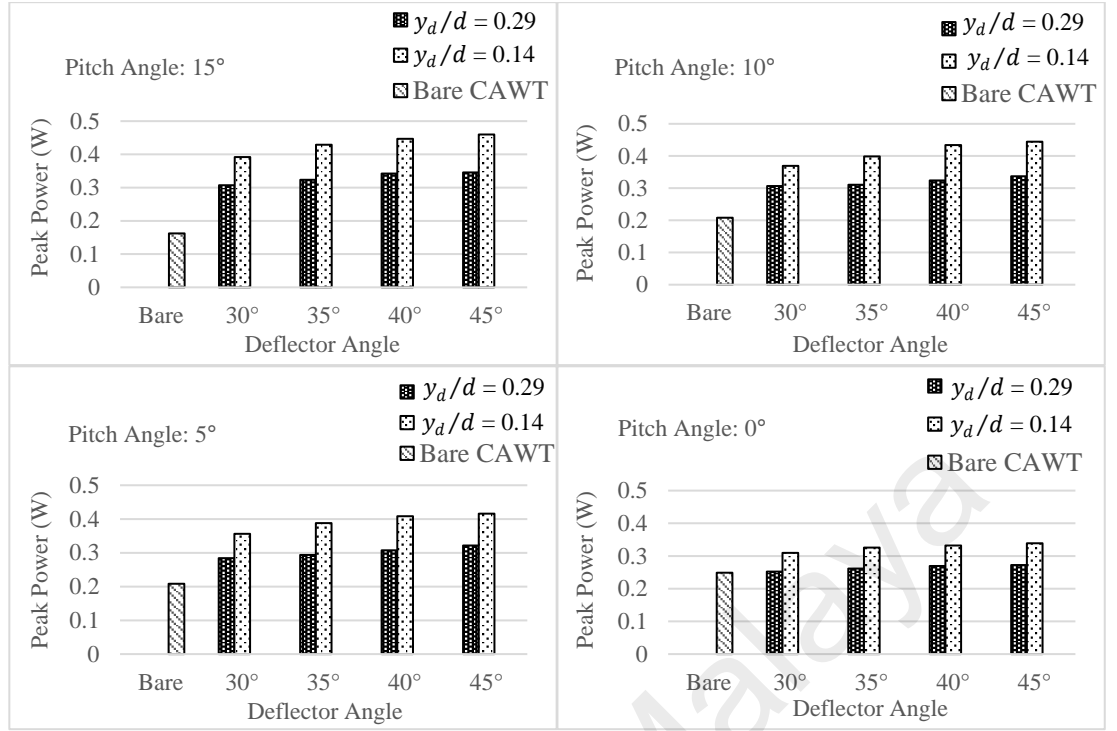 y_d/d = 0.29
y_d/d = 0.14
Bare CAWT
Pitch Angle: 15°
Peak Power (W)
0.5
0.4
0.3
0.2
0.1
0
Bare 30° 35° 40° 45°
Deflector Angle
y_d/d = 0.29
y_d/d = 0.14
Bare CAWT
Pitch Angle: 10°
Peak Power (W)
0.5
0.4
0.3
0.2
0.1
0
Bare 30° 35° 40° 45°
Deflector Angle
y_d/d = 0.29
y_d/d = 0.14
Bare CAWT
Pitch Angle: 5°
Peak Power (W)
0.5
0.4
0.3
0.2
0.1
0
Bare 30° 35° 40° 45°
Deflector Angle
y_d/d = 0.29
y_d/d = 0.14
Bare CAWT
Pitch Angle: 0°
Peak Power (W)
0.5
0.4
0.3
0.2
0.1
0
Bare 30° 35° 40° 45°
Deflector Angle
Malaya